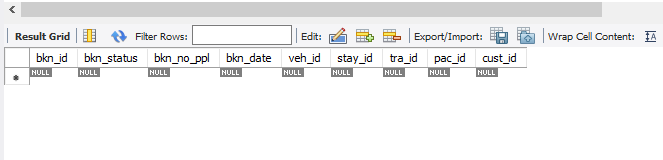 Result Grid Filter Rows: Edit: Export/Import: Wrap Cell Content:
bkn_id bkn_status bkn_no_ppl bkn_date veh_id stay_id tra_id pac_id cust_id
NULL NULL NULL NULL NULL NULL NULL NULL NULL